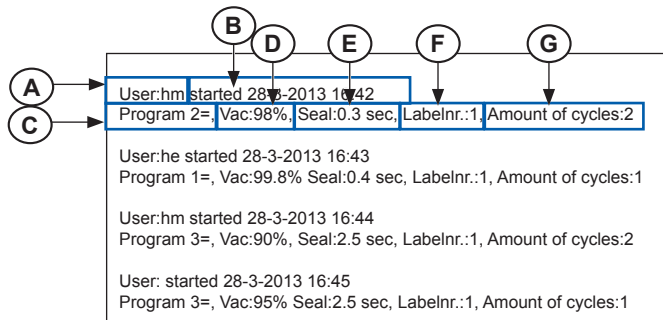 B
D E F G
A
User:hm started 28-3-2013 16:42
C
Program 2=, Vac:98%, Seal:0.3 sec, Labelnr.:1, Amount of cycles:2
User:he started 28-3-2013 16:43
Program 1=, Vac:99.8% Seal:0.4 sec, Labelnr.:1, Amount of cycles:1
User:hm started 28-3-2013 16:44
Program 3=, Vac:90%, Seal:2.5 sec, Labelnr.:1, Amount of cycles:2
User: started 28-3-2013 16:45
Program 3=, Vac:95% Seal:2.5 sec, Labelnr.:1, Amount of cycles:1